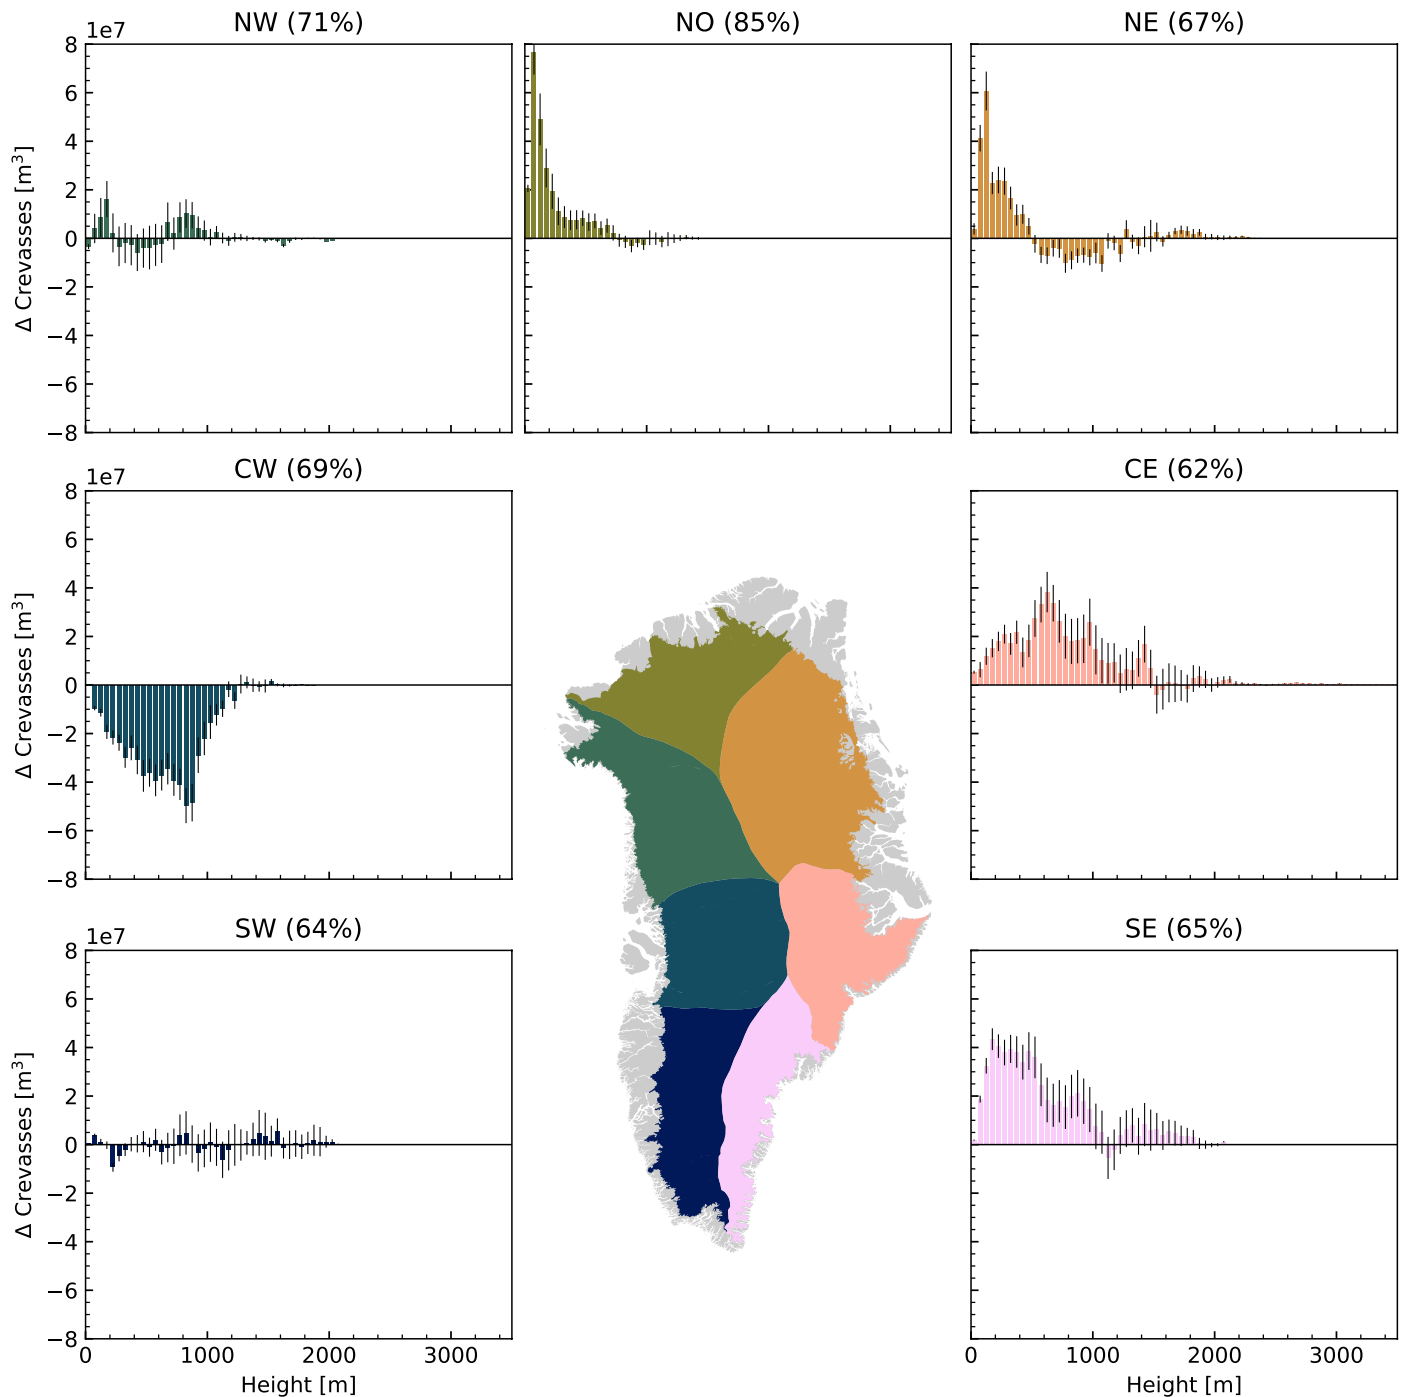 NW (71%)
NO (85%)
NE (67%)
1e7
8
6
4
2
0
−2
−4
−6
−8
Δ Crevasses [m³]
CW (69%)
CE (62%)
1e7
8
6
4
2
0
−2
−4
−6
−8
Δ Crevasses [m³]
SW (64%)
SE (65%)
1e7
8
6
4
2
0
−2
−4
−6
−8
Δ Crevasses [m³]
0 1000 2000 3000
Height [m]
0 1000 2000 3000
Height [m]